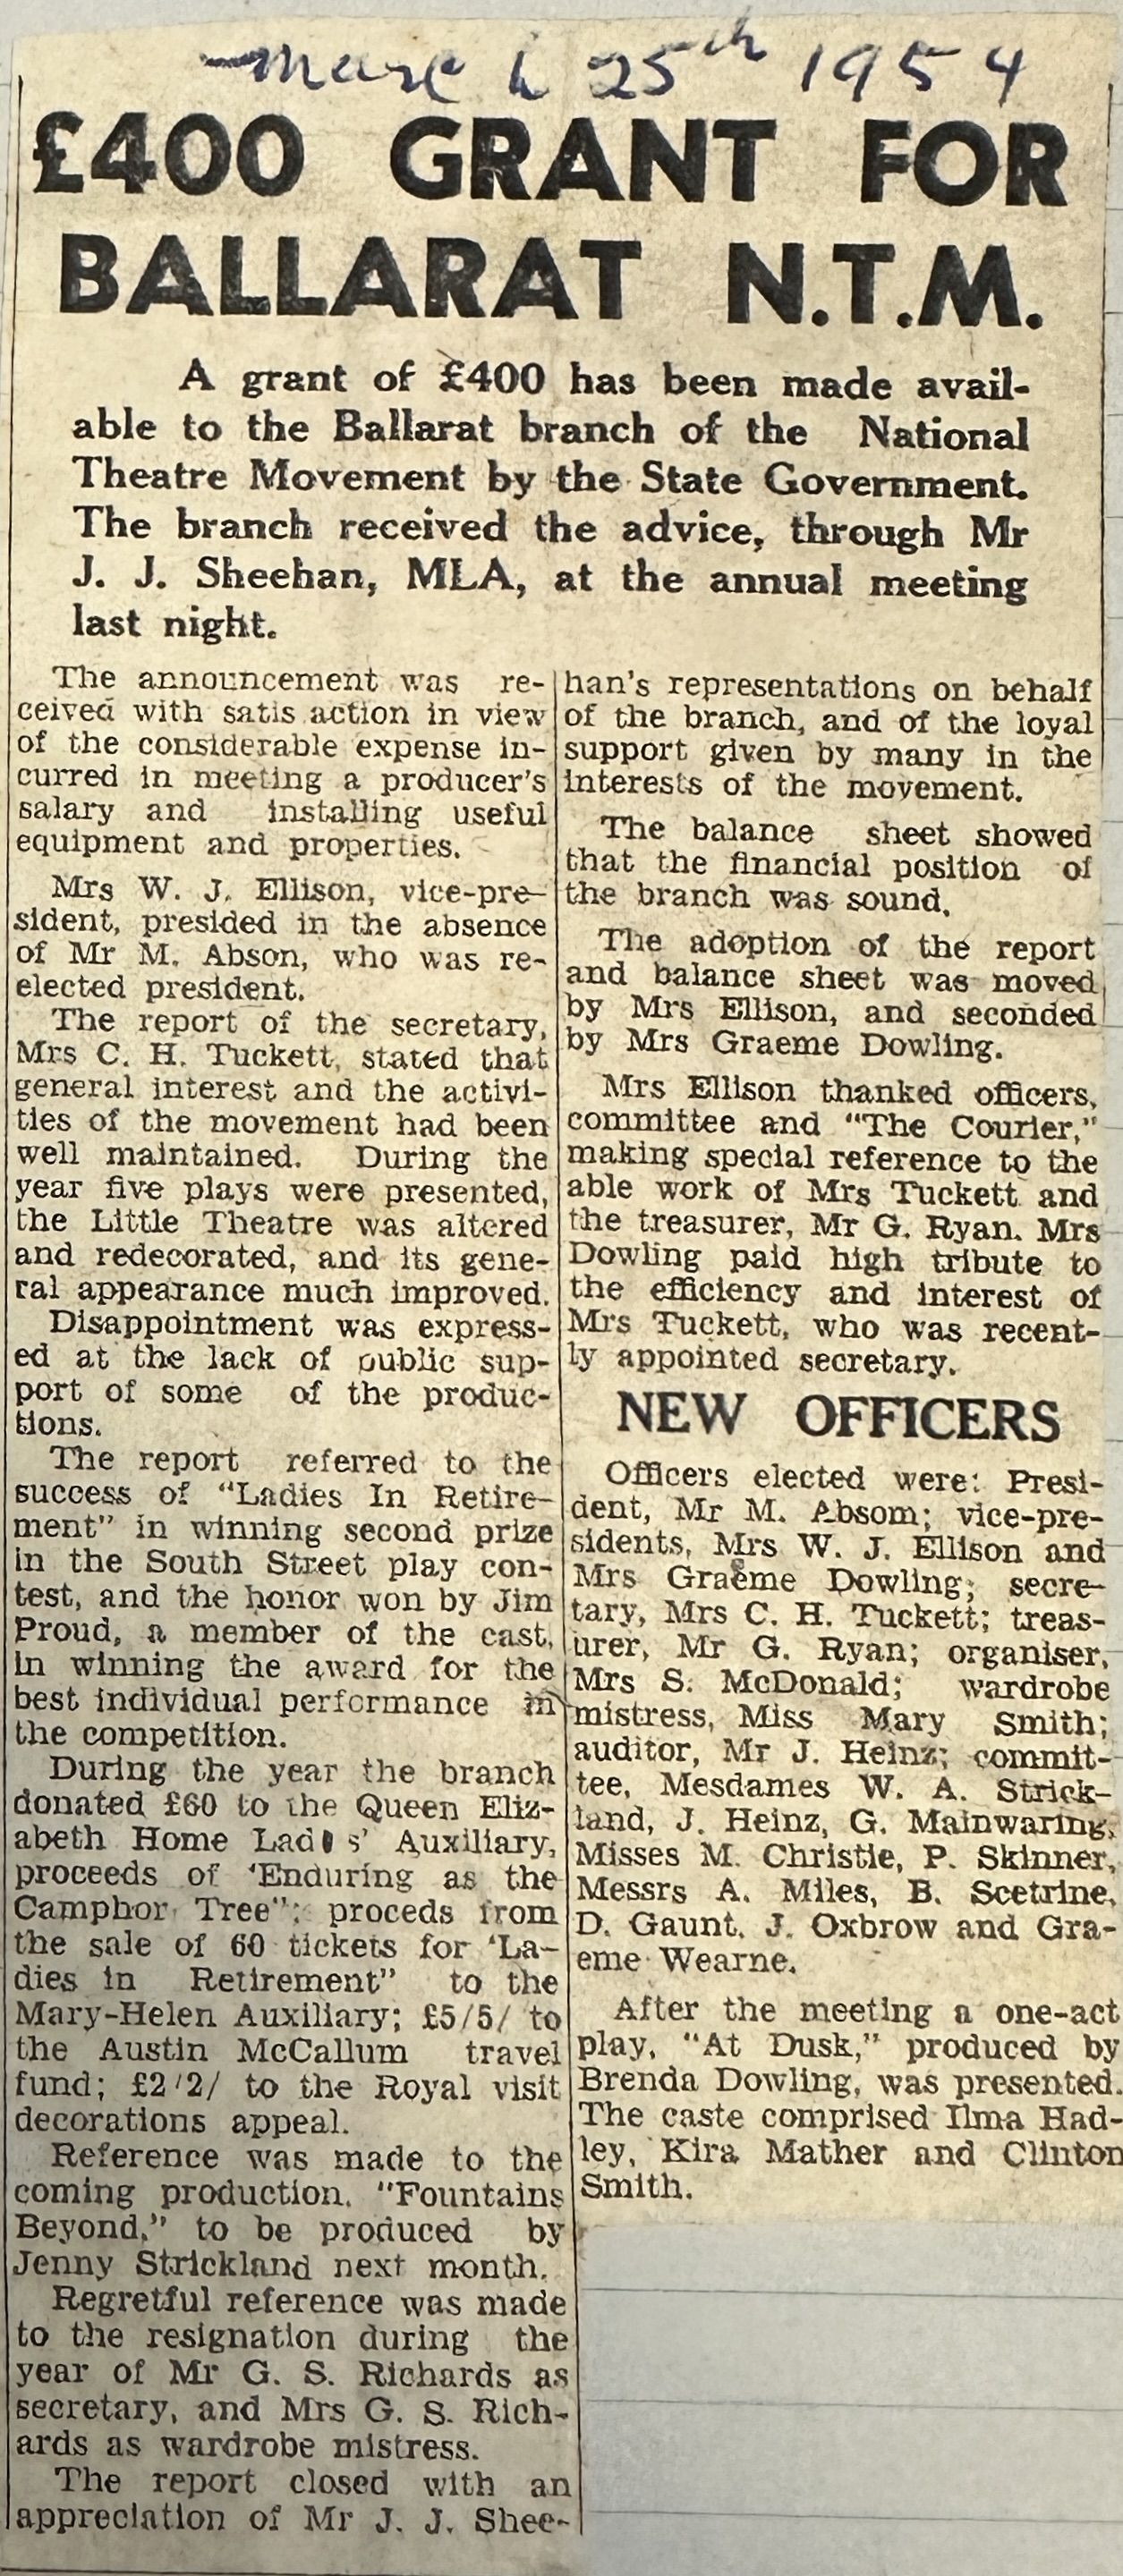 March 25th 1954
£400 GRANT FOR
BALLARAT N.T.M.
A grant of £400 has been made avail-
able to the Ballarat branch of the National
Theatre Movement by the State Government.
The branch received the advice, through Mr
J. J. Sheehan, MLA, at the annual meeting
last night.
The announcement was re-
ceived with satis action in view
of the considerable expense in-
curred in meeting a producer's
salary and installing useful
equipment and properties.
Mrs W. J. Ellison, vice-pre-
sident, presided in the absence
of Mr M. Abson, who was re-
elected president.
The report of the secretary,
Mrs C. H. Tuckett, stated that
general interest and the activi-
ties of the movement had been
well maintained. During the
year five plays were presented,
the Little Theatre was altered
and redecorated, and its gene-
ral appearance much improved.
Disappointment was express-
ed at the lack of public sup-
port of some of the produc-
tions.
The report referred to the
success of "Ladies In Retire-
ment" in winning second prize
in the South Street play con-
test, and the honor won by Jim
Proud, a member of the cast,
in winning the award for the
best individual performance in
the competition.
During the year the branch
donated £60 to the Queen Eliz-
abeth Home Lad s' Auxiliary,
proceeds of 'Enduring as the
Camphor Tree"; proceds from
the sale of 60 tickets for 'La-
dies in Retirement" to the
Mary-Helen Auxiliary; £5/5/ to
the Austin McCallum travel
fund; £2/2/ to the Royal visit
decorations appeal.
Reference was made to the
coming production, "Fountains
Beyond," to be produced by
Jenny Strickland next month.
Regretful reference was made
to the resignation during the
year of Mr G. S. Richards as
secretary, and Mrs G. S. Rich-
ards as wardrobe mistress.
The report closed with an
appreciation of Mr J. J. Shee-
han's representations on behalf
of the branch, and of the loyal
support given by many in the
interests of the movement.
The balance sheet showed
that the financial position of
the branch was sound.
The adoption of the report
and balance sheet was moved
by Mrs Ellison, and seconded
by Mrs Graeme Dowling.
Mrs Ellison thanked officers,
committee and "The Courier,"
making special reference to the
able work of Mrs Tuckett and
the treasurer, Mr G. Ryan. Mrs
Dowling paid high tribute to
the efficiency and interest of
Mrs Tuckett, who was recent-
ly appointed secretary.
NEW OFFICERS
Officers elected were: Presi-
dent, Mr M. Absom; vice-pre-
sidents, Mrs W. J. Ellison and
Mrs Graeme Dowling; secre-
tary, Mrs C. H. Tuckett; treas-
urer, Mr G. Ryan; organiser,
Mrs S. McDonald; wardrobe
mistress, Miss Mary Smith;
auditor, Mr J. Heinz; commit-
tee, Mesdames W. A. Strick-
land, J. Heinz, G. Mainwaring,
Misses M. Christie, P. Skinner,
Messrs A. Miles, B. Scetrine,
D. Gaunt, J. Oxbrow and Gra-
eme Wearne.
After the meeting a one-act
play, "At Dusk," produced by
Brenda Dowling, was presented.
The caste comprised Ilma Had-
ley, Kira Mather and Clinton
Smith.